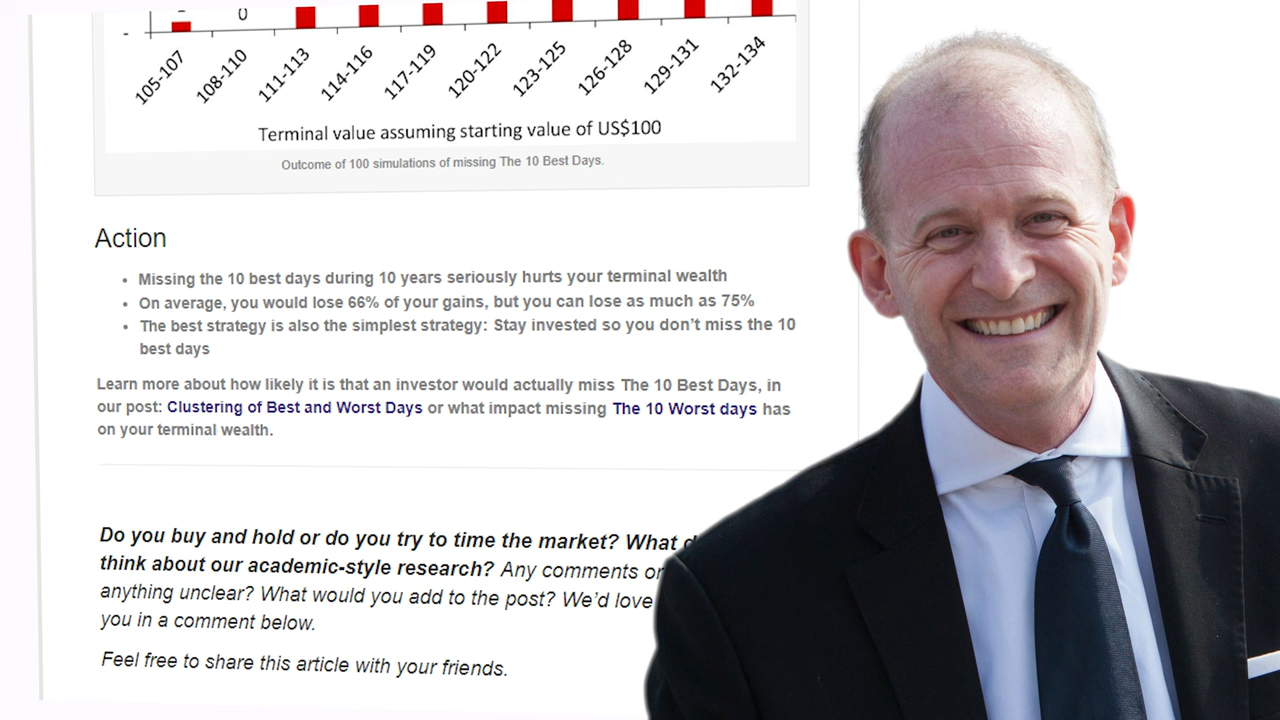 -
0
105-107
108-110
111-113
114-116
117-119
120-122
123-125
126-128
129-131
132-134
Terminal value assuming starting value of US$100
Outcome of 100 simulations of missing The 10 Best Days.
Action
• Missing the 10 best days during 10 years seriously hurts your terminal wealth
• On average, you would lose 66% of your gains, but you can lose as much as 75%
• The best strategy is also the simplest strategy: Stay invested so you don’t miss the 10
best days
Learn more about how likely it is that an investor would actually miss The 10 Best Days, in
our post: Clustering of Best and Worst Days or what impact missing The 10 Worst days has
on your terminal wealth.
Do you buy and hold or do you try to time the market? What
think about our academic-style research? Any comments or
anything unclear? What would you add to the post? We’d love
you in a comment below.
Feel free to share this article with your friends.